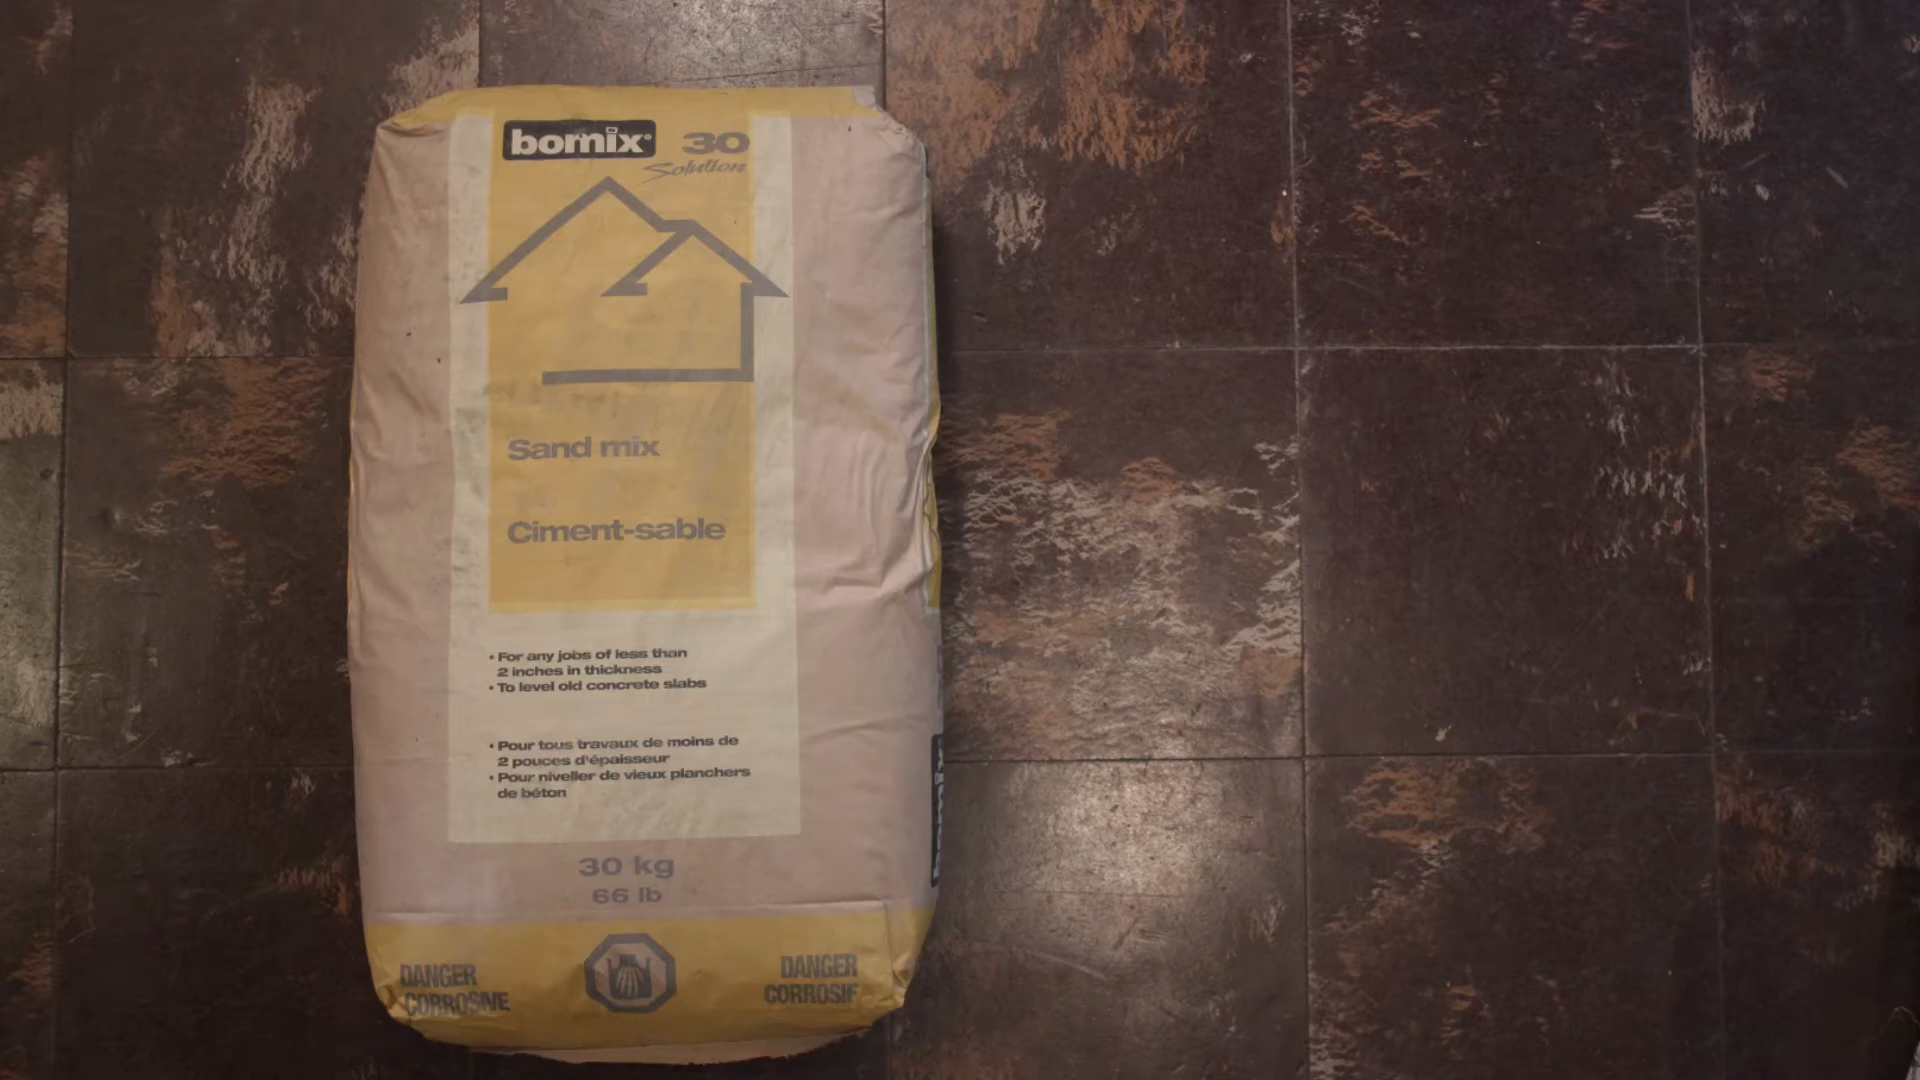 bomix® 30
Solution
Sand mix
Ciment-sable
• For any jobs of less than
2 inches in thickness
• To level old concrete slabs
• Pour tous travaux de moins de
2 pouces d'épaisseur
• Pour niveller de vieux planchers
de béton
30 kg
66 lb
DANGER
CORROSIVE
DANGER
CORROSIF